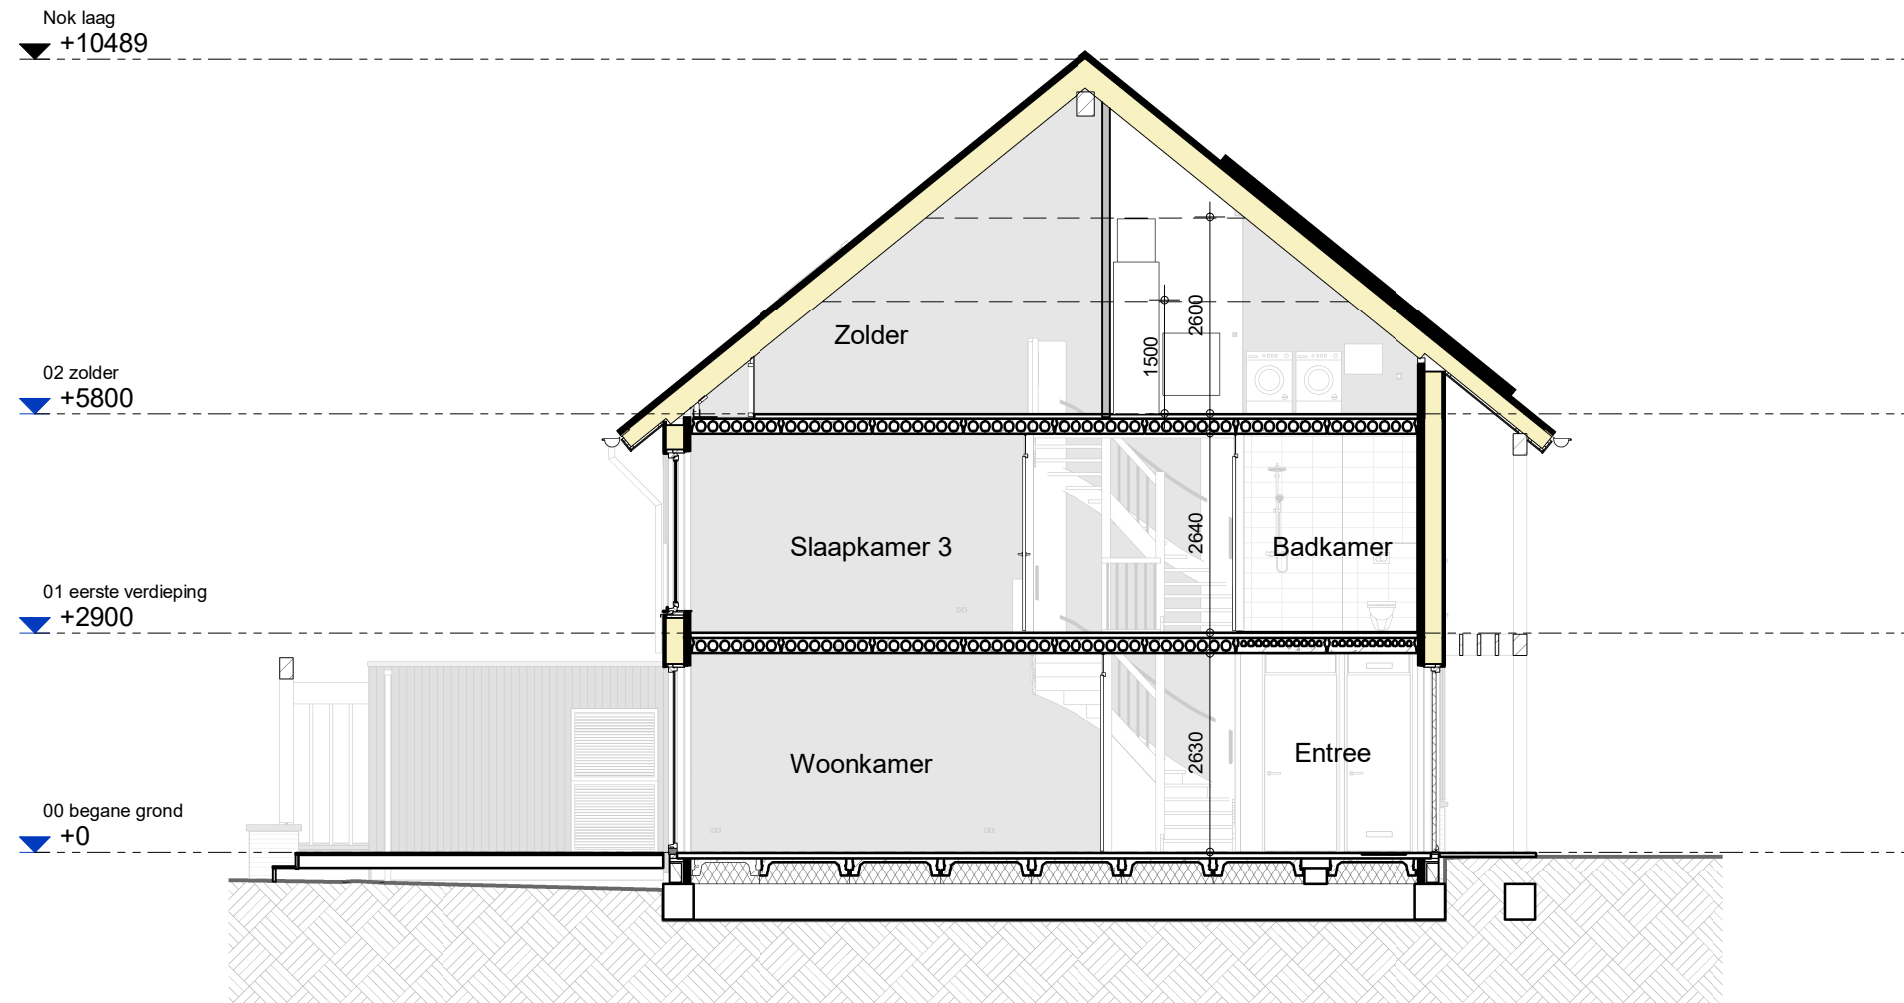 Nok laag
+10489
2600
Zolder
1500
02 zolder
+5800
2640
Slaapkamer 3
Badkamer
01 eerste verdieping
+2900
2630
Entree
Woonkamer
00 begane grond
+0